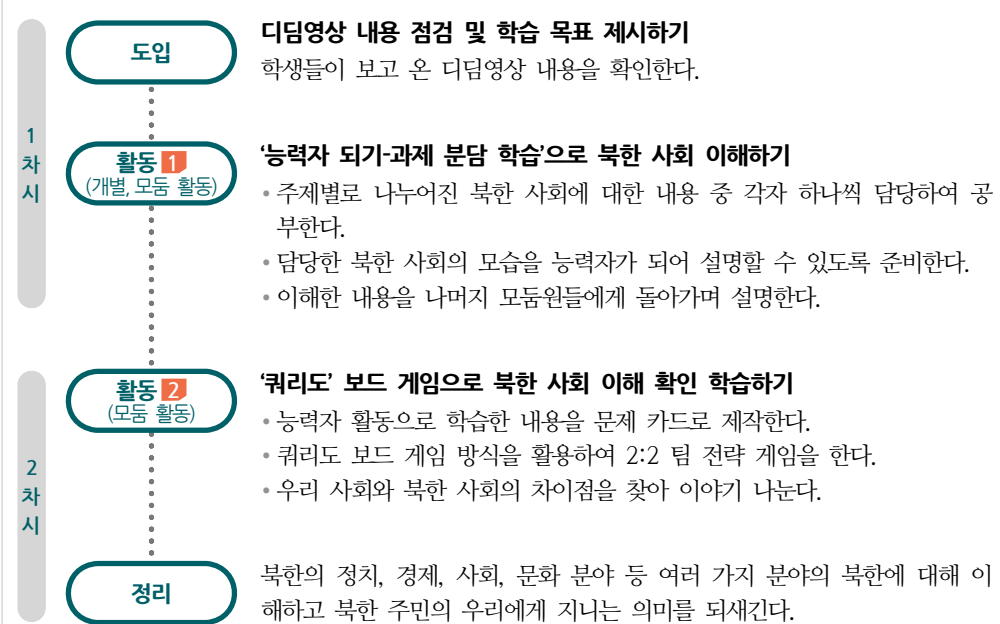 1
차
시
도입
디딤영상 내용 점검 및 학습 목표 제시하기
학생들이 보고 온 디딤영상 내용을 확인한다.
활동 1
(개별, 모둠 활동)
‘능력자 되기-과제 분담 학습’으로 북한 사회 이해하기
• 주제별로 나누어진 북한 사회에 대한 내용 중 각자 하나씩 담당하여 공
부한다.
• 담당한 북한 사회의 모습을 능력자가 되어 설명할 수 있도록 준비한다.
• 이해한 내용을 나머지 모둠원들에게 돌아가며 설명한다.
2
차
시
활동 2
(모둠 활동)
‘쿼리도’ 보드 게임으로 북한 사회 이해 확인 학습하기
• 능력자 활동으로 학습한 내용을 문제 카드로 제작한다.
• 쿼리도 보드 게임 방식을 활용하여 2:2 팀 전략 게임을 한다.
• 우리 사회와 북한 사회의 차이점을 찾아 이야기 나눈다.
정리
북한의 정치, 경제, 사회, 문화 분야 등 여러 가지 분야의 북한에 대해 이
해하고 북한 주민의 우리에게 지니는 의미를 되새긴다.